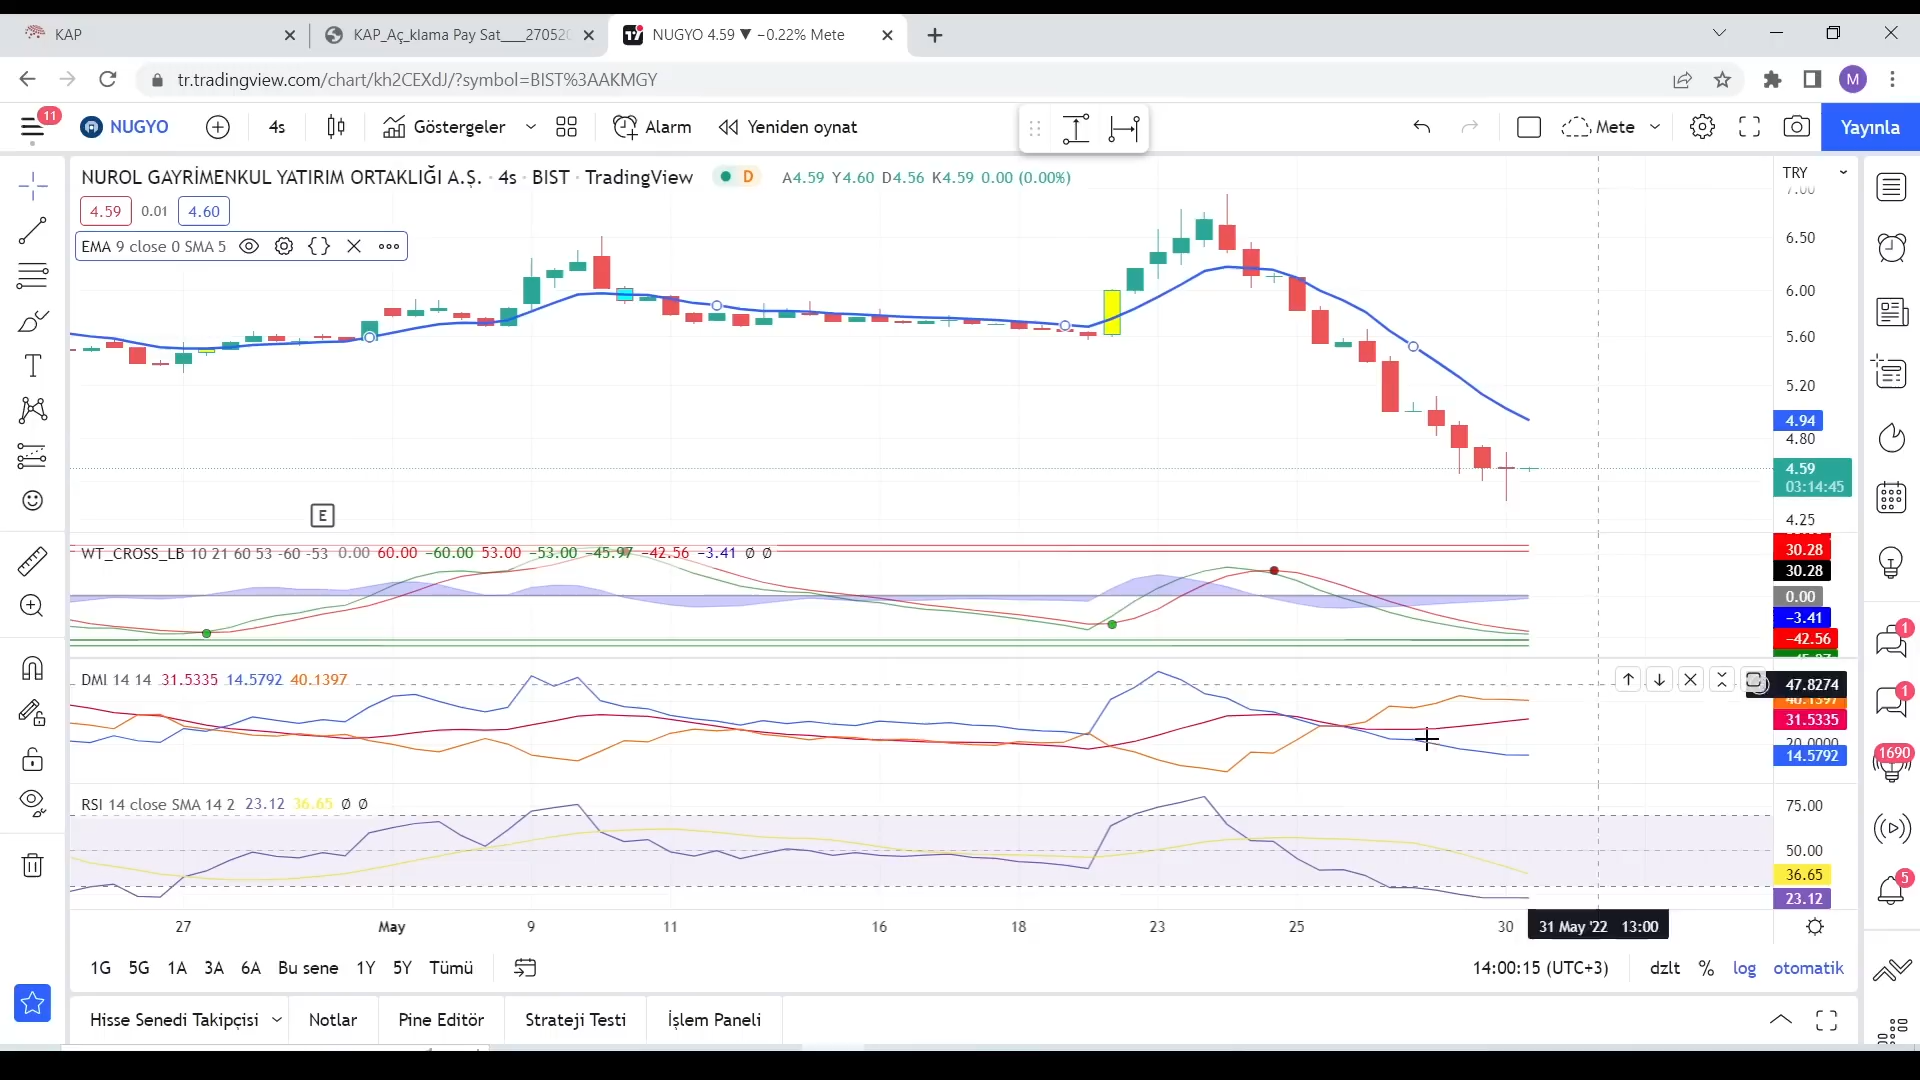 KAP
KAP_Aç_klama Pay Sat___27052
NUGYO 4.59 ▼ −0.22% Mete
tr.tradingview.com/chart/kh2CEXdJ/?symbol=BIST%3AAKMGY
M
11
NUGYO
4s
Göstergeler
Alarm
Yeniden oynat
Mete
Yayınla
NUROL GAYRİMENKUL YATIRIM ORTAKLIĞI A.Ş. · 4s · BIST · TradingView
D
A4.59 Y4.60 D4.56 K4.59 0.00 (0.00%)
TRY
4.59 0.01 4.60
EMA 9 close 0 SMA 5
7.00
6.50
6.00
5.60
5.20
4.94
4.80
4.59
03:14:45
4.25
E
WT_CROSS_LB 10 21 60 53 -60 -53 0.00 60.00 −60.00 53.00 −53.00 −45.97 −42.56 −3.41 ∅ ∅
30.28
30.28
0.00
−3.41
−42.56
DMI 14 14 31.5335 14.5792 40.1397
47.8274
40.1397
31.5335
20.0000
14.5792
RSI 14 close SMA 14 2 23.12 36.65 ∅ ∅
75.00
50.00
36.65
23.12
27 May 9 11 16 18 23 25 30 31 May '22 13:00
1G 5G 1A 3A 6A Bu sene 1Y 5Y Tümü
14:00:15 (UTC+3) dzlt % log otomatik
Hisse Senedi Takipçisi Notlar Pine Editör Strateji Testi İşlem Paneli
1
1
1690
5